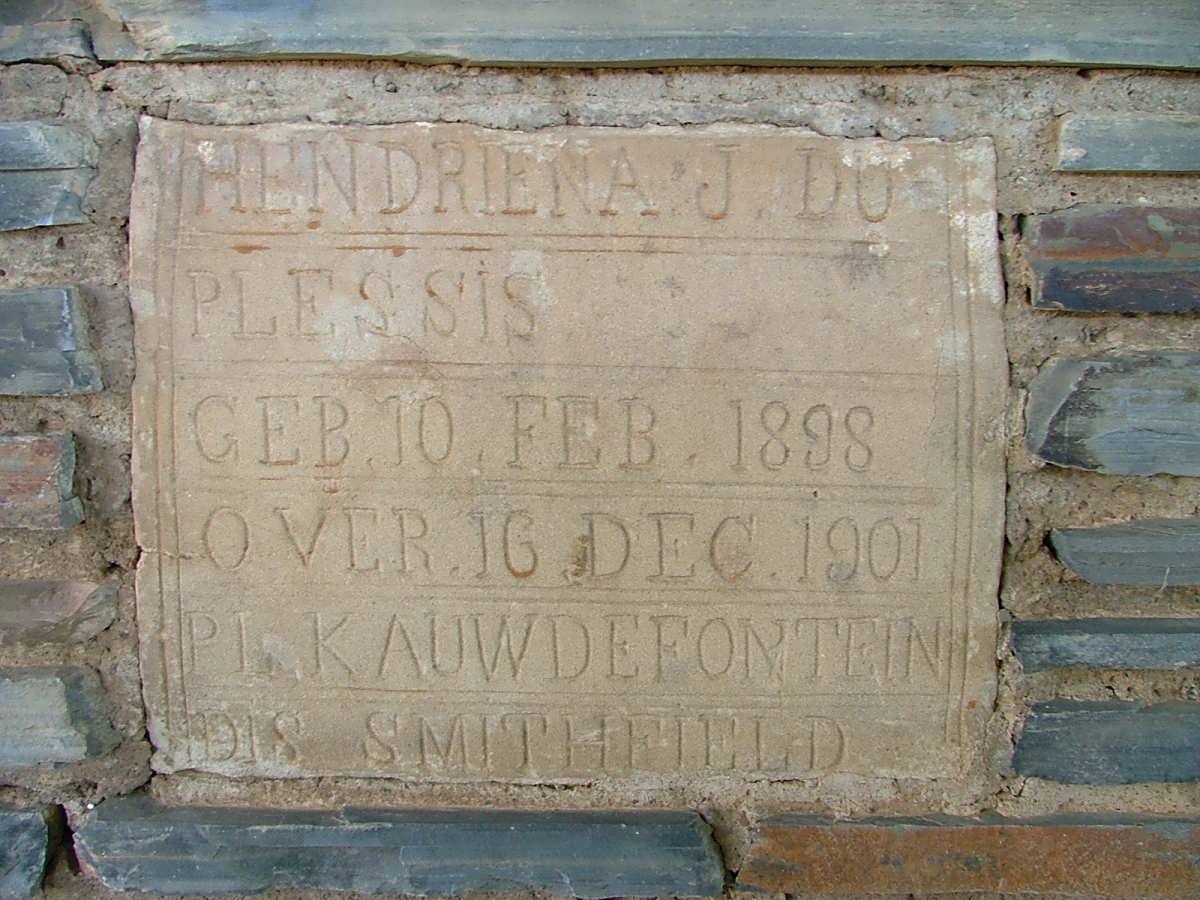 HENDRIENA. J. DU-
PLESSIS
GEB. 10. FEB. 1898
OVER. 16 DEC. 1901
PL. KAUWDEFONTEIN
DIS SMITHFIELD